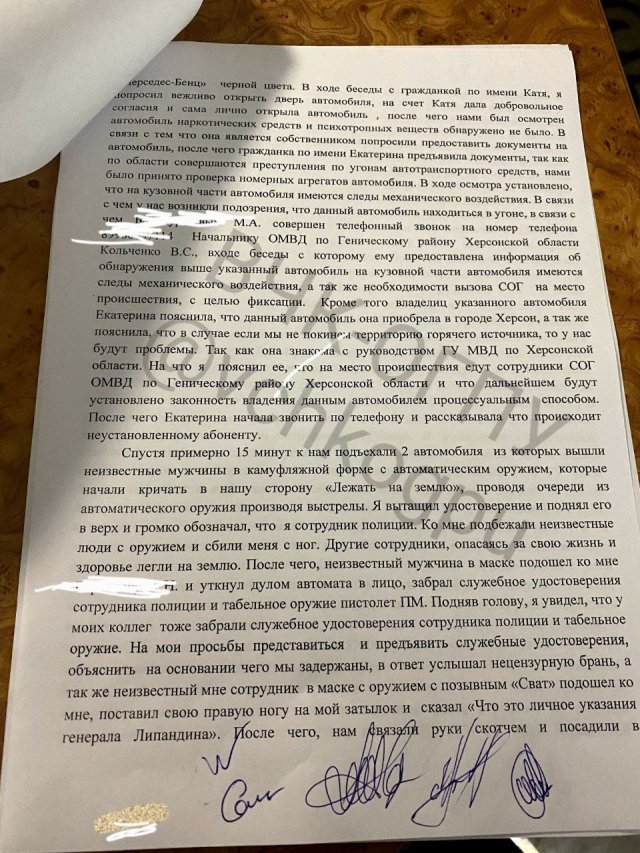 ерседес-Бенц» черной цвета. В ходе беседы с гражданкой по имени Катя, я
попросил вежливо открыть дверь автомобиля, на счет Катя дала добровольное
согласия и сама лично открыла автомобиль , после чего нами был осмотрен
автомобиль наркотических средств и психотропных веществ обнаружено не было. В
связи с тем что она является собственником попросили предоставить документы на
автомобиль, после чего гражданка по имени Екатерина предъявила документы, так как
по области совершаются преступления по угонам автотранспортного средств, нами
было принято проверка номерных агрегатов автомобиля. В ходе осмотра установлено,
что на кузовной части автомобиля имеются следы механического воздействия. В связи
с чем у нас возникли подозрения, что данный автомобиль находиться в угоне, в связи с
чем М.А. совершен телефонный звонок на номер телефона
Начальнику ОМВД по Геническому району Херсонской области
Кольченко В.С., входе беседы с которому ему предоставлена информация об
обнаружения выше указанный автомобиль на кузовной части автомобиля имеются
следы механического воздействия, а так же необходимости вызова СОГ на место
происшествия, с целью фиксации. Кроме того владелиц указанного автомобиля
Екатерина пояснила, что данный автомобиль она приобрела в городе Херсон, а так же
пояснила, что в случае если мы не покинем территорию горячего источника, то у нас
будут проблемы. Так как она знакома с руководством ГУ МВД по Херсонской
области. На что я пояснил ее, что на место происшествия едут сотрудники СОГ
ОМВД по Геническому району Херсонской области и что дальнейшем будут
установлено законность владения данным автомобилем процессуальным способом.
После чего Екатерина начала звонить по телефону и рассказывала что происходит
неустановленному абоненту.
Спустя примерно 15 минут к нам подъехали 2 автомобиля из которых вышли
неизвестные мужчины в камуфляжной форме с автоматическим оружием, которые
начали кричать в нашу сторону «Лежать на землю», проводя очереди из
автоматического оружия производя выстрелы. Я вытащил удостоверение и поднял его
в верх и громко обозначал, что я сотрудник полиции. Ко мне подбежали неизвестные
люди с оружием и сбили меня с ног. Другие сотрудники, опасаясь за свою жизнь и
здоровье легли на землю. После чего, неизвестный мужчина в маске подошел ко мне
и уткнул дулом автомата в лицо, забрал служебное удостоверения
сотрудника полиции и табельное оружие пистолет ПМ. Подняв голову, я увидел, что у
моих коллег тоже забрали служебное удостоверения сотрудника полиции и табельное
оружие. На мои просьбы представиться и предъявить служебные удостоверения,
объяснить на основании чего мы задержаны, в ответ услышал нецензурную брань, а
так же неизвестный мне сотрудник в маске с оружием с позывным «Сват» подошел ко
мне, поставил свою правую ногу на мой затылок и сказал «Что это личное указания
генерала Липандина». После чего, нам связали руки скотчем и посадили в
ВЧК-ОГПУ
@vchkogpu